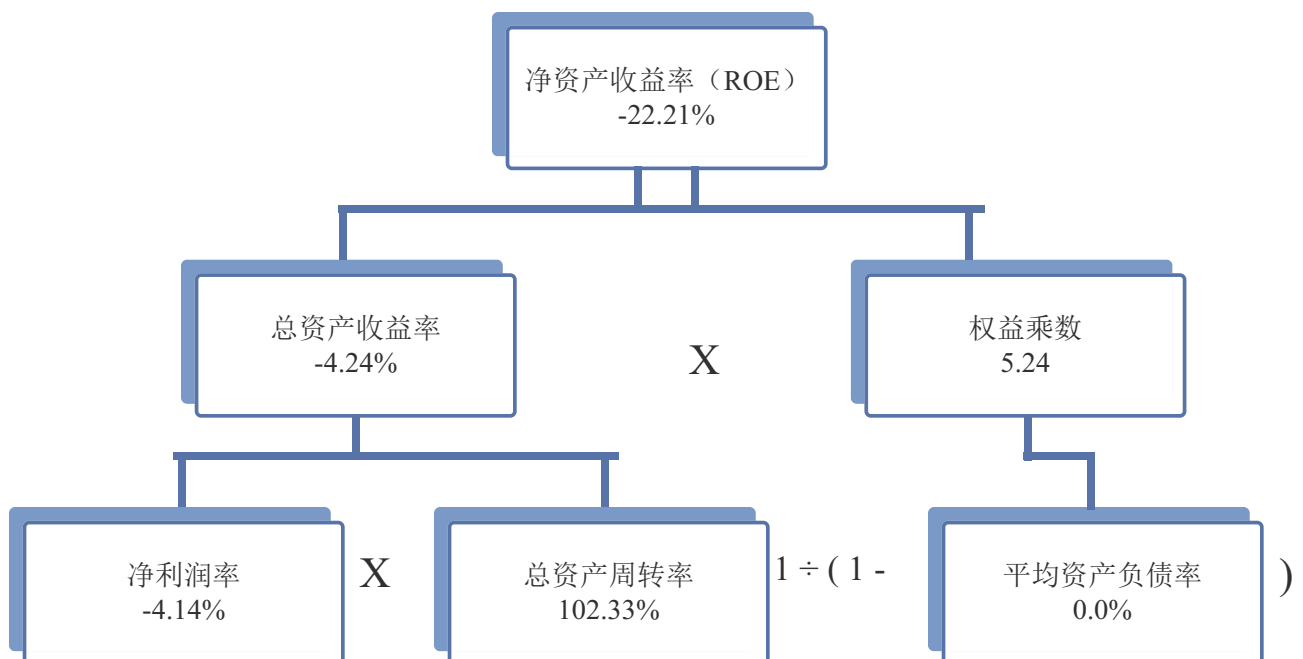 净资产收益率（ROE）
-22.21%
总资产收益率
-4.24%
X
权益乘数
5.24
净利润率
-4.14%
X
总资产周转率
102.33%
1 ÷ ( 1 -
平均资产负债率
0.0%
)